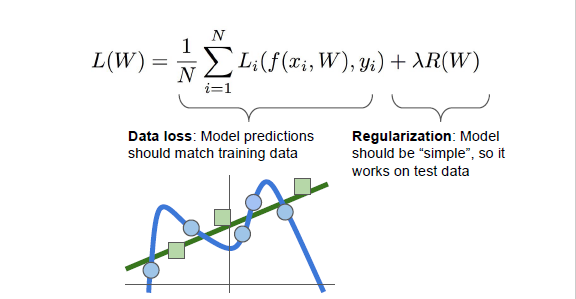 L(W) = \frac{1}{N} \sum_{i=1}^{N} L_i(f(x_i, W), y_i) + \lambda R(W)
Data loss: Model predictions
should match training data
Regularization: Model
should be “simple”, so it
works on test data